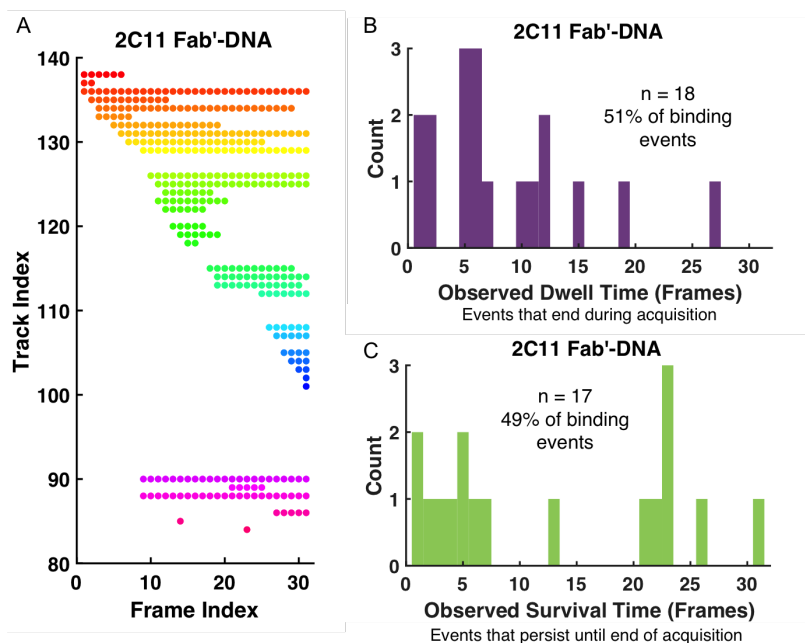 A
2C11 Fab'-DNA
140
130
120
110
100
90
80
Track Index
0 10 20 30
Frame Index
B
2C11 Fab'-DNA
3
2
1
0
Count
n = 18
51% of binding
events
0 5 10 15 20 25 30
Observed Dwell Time (Frames)
Events that end during acquisition
C
2C11 Fab'-DNA
3
2
1
0
Count
n = 17
49% of binding
events
0 5 10 15 20 25 30
Observed Survival Time (Frames)
Events that persist until end of acquisition